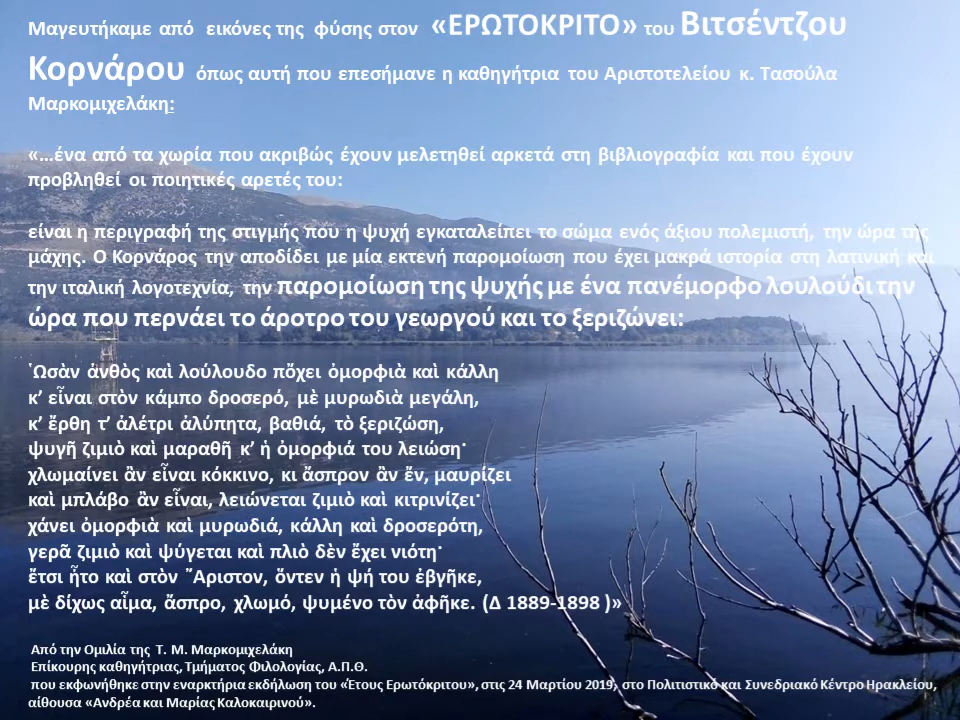 Μαγευτήκαμε από εικόνες της φύσης στον «ΕΡΩΤΟΚΡΙΤΟ» του Βιτσέντζου
Κορνάρου όπως αυτή που επεσήμανε η καθηγήτρια του Αριστοτελείου κ. Τασούλα
Μαρκομιχελάκη:
«…ένα από τα χωρία που ακριβώς έχουν μελετηθεί αρκετά στη βιβλιογραφία και που έχουν
προβληθεί οι ποιητικές αρετές του:
είναι η περιγραφή της στιγμής που η ψυχή εγκαταλείπει το σώμα ενός άξιου πολεμιστή, την ώρα της
μάχης. Ο Κορνάρος την αποδίδει με μία εκτενή παρομοίωση που έχει μακρά ιστορία στη λατινική και
την ιταλική λογοτεχνία, την παρομοίωση της ψυχής με ένα πανέμορφο λουλούδι την
ώρα που περνάει το άροτρο του γεωργού και το ξεριζώνει:
Ὡσὰν ἀνθὸς καὶ λούλουδο πὄχει ὀμορφιὰ καὶ κάλλη
κ’ εἶναι στὸν κάμπο δροσερό, μὲ μυρωδιὰ μεγάλη,
κ’ ἔρθη τ’ ἀλέτρι ἀλύπητα, βαθιά, τὸ ξεριζώση,
ψυγῆ ζιμιὸ καὶ μαραθῆ κ’ ἡ ὀμορφιά του λειώση˙
χλωμαίνει ἂν εἶναι κόκκινο, κι ἄσπρον ἂν ἔν, μαυρίζει
καὶ μπλάβο ἂν εἶναι, λειώνεται ζιμιὸ καὶ κιτρινίζει˙
χάνει ὀμορφιὰ καὶ μυρωδιά, κάλλη καὶ δροσερότη,
γερᾶ ζιμιὸ καὶ ψύγεται καὶ πλιὸ δὲν ἔχει νιότη˙
ἔτσι ἦτο καὶ στὸν Ἄριστον, ὅντεν ἡ ψή του ἐβγῆκε,
μὲ δίχως αἷμα, ἄσπρο, χλωμό, ψυμένο τὸν ἀφῆκε. (Δ 1889-1898 )»
Από την Ομιλία της Τ. Μ. Μαρκομιχελάκη
Επίκουρης καθηγήτριας, Τμήματος Φιλολογίας, Α.Π.Θ.
που εκφωνήθηκε στην εναρκτήρια εκδήλωση του «Έτους Ερωτόκριτου», στις 24 Μαρτίου 2019, στο Πολιτιστικό και Συνεδριακό Κέντρο Ηρακλείου,
αίθουσα «Ανδρέα και Μαρίας Καλοκαιρινού».